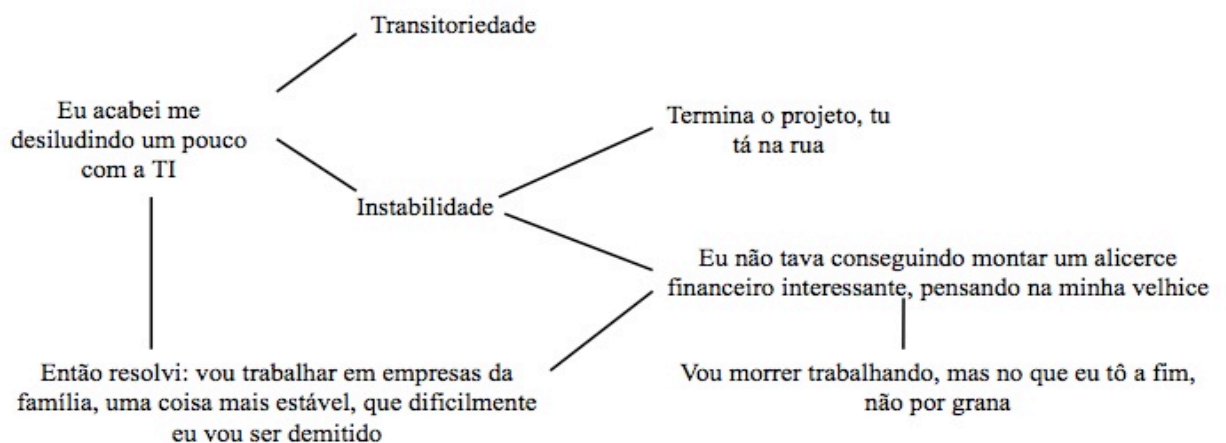 Transitoriedade
Eu acabei me
desiludindo um pouco
com a TI
Termina o projeto, tu
tá na rua
Instabilidade
Eu não tava conseguindo montar um alicerce
financeiro interessante, pensando na minha velhice
Então resolvi: vou trabalhar em empresas da
família, uma coisa mais estável, que dificilmente
eu vou ser demitido
Vou morrer trabalhando, mas no que eu tô a fim,
não por grana